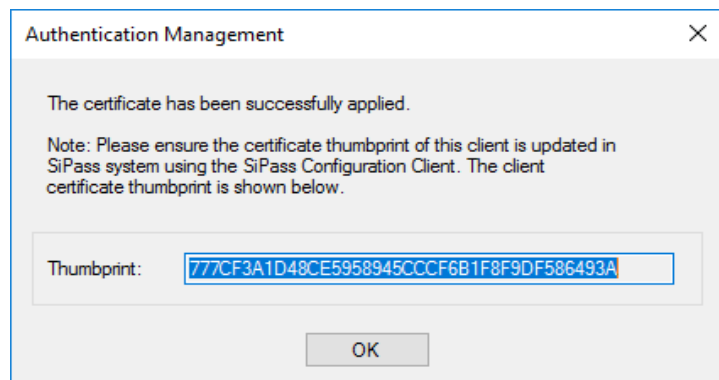 Authentication Management
The certificate has been successfully applied.
Note: Please ensure the certificate thumbprint of this client is updated in
SiPass system using the SiPass Configuration Client. The client
certificate thumbprint is shown below.
Thumbprint: 777CF3A1D48CE5958945CCCF6B1F8F9DF586493A
OK